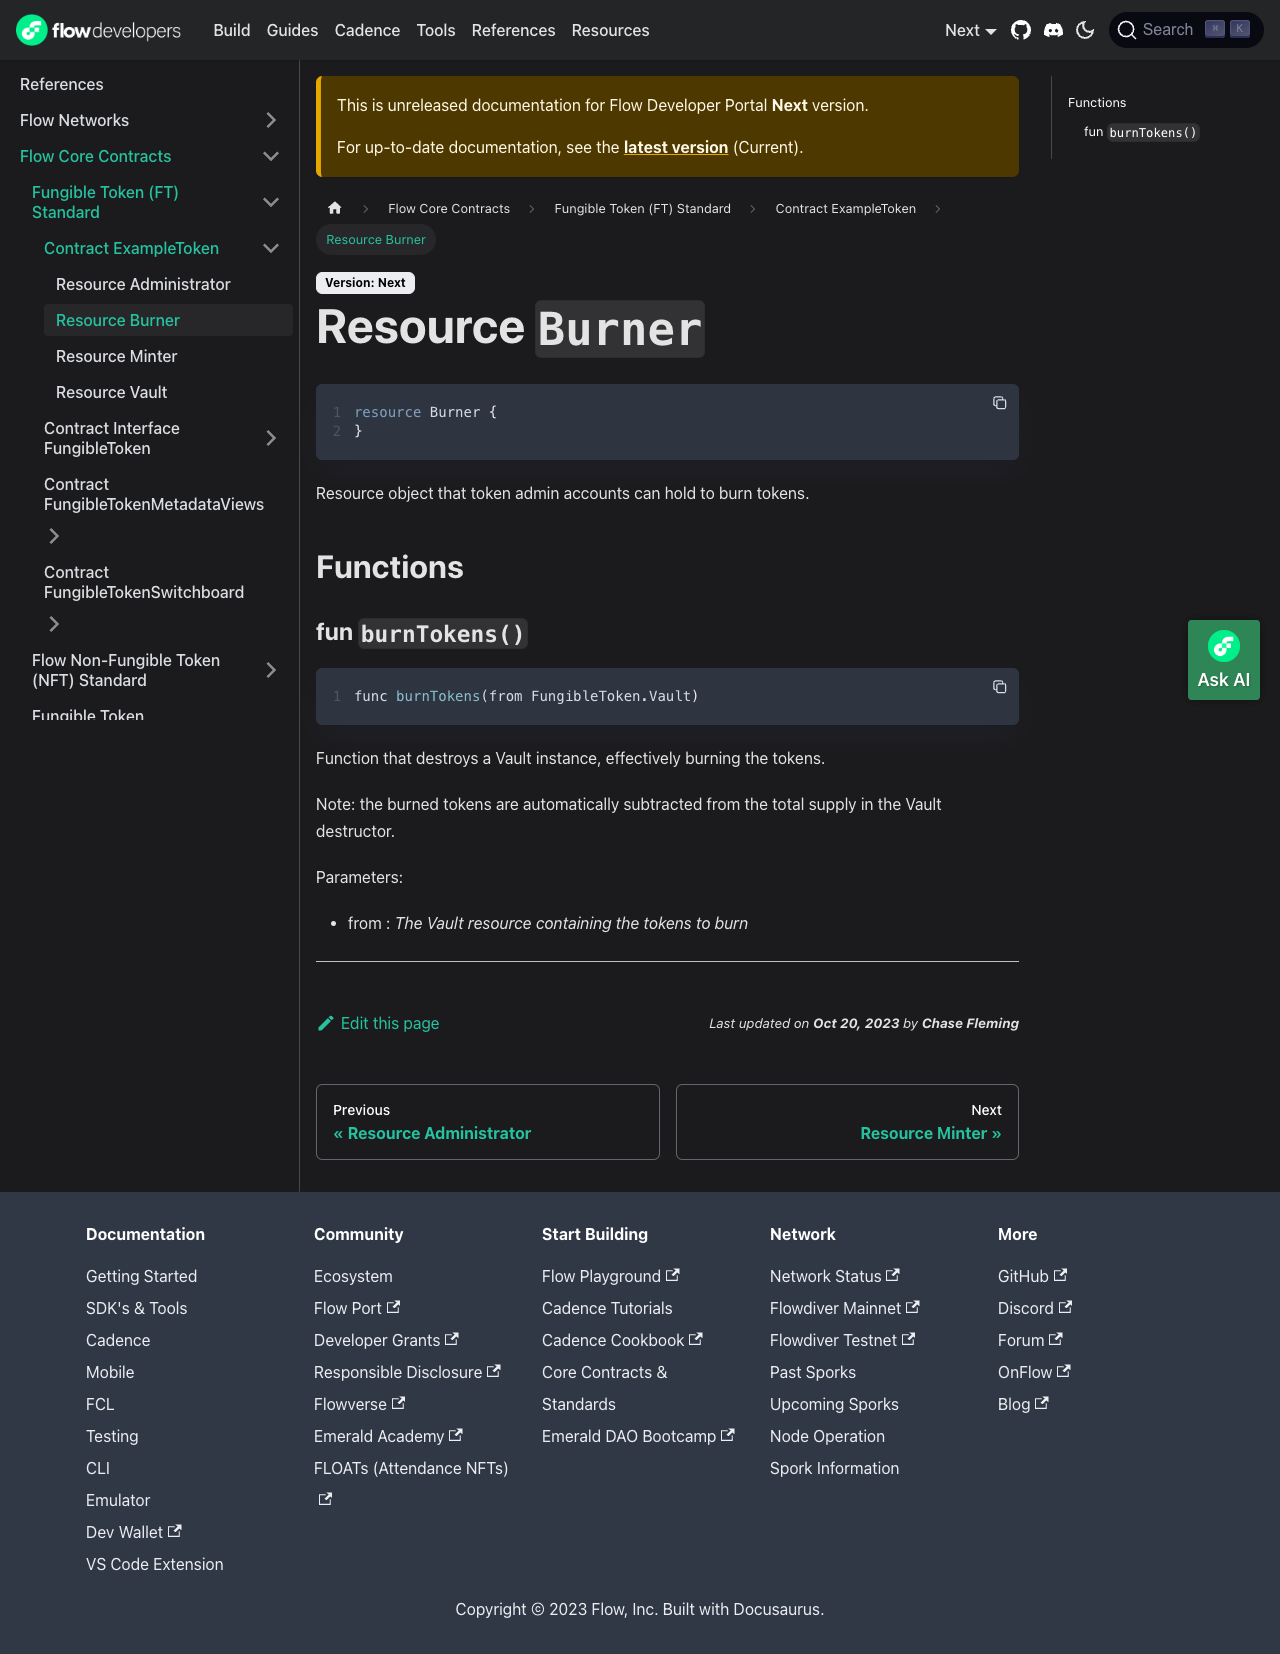 flowdevelopers
Build Guides Cadence Tools References Resources
Next
Search ⌘ K
References
Flow Networks
Flow Core Contracts
Fungible Token (FT)
Standard
Contract ExampleToken
Resource Administrator
Resource Burner
Resource Minter
Resource Vault
Contract Interface
FungibleToken
Contract
FungibleTokenMetadataViews
Contract
FungibleTokenSwitchboard
Flow Non-Fungible Token
(NFT) Standard
Fungible Token
This is unreleased documentation for Flow Developer Portal Next version.
For up-to-date documentation, see the latest version (Current).
Flow Core Contracts > Fungible Token (FT) Standard > Contract ExampleToken >
Resource Burner
Version: Next
Resource Burner
1 resource Burner {
2 }
Resource object that token admin accounts can hold to burn tokens.
Functions
fun burnTokens()
1 func burnTokens(from FungibleToken.Vault)
Function that destroys a Vault instance, effectively burning the tokens.
Note: the burned tokens are automatically subtracted from the total supply in the Vault
destructor.
Parameters:
• from : The Vault resource containing the tokens to burn
Edit this page
Last updated on Oct 20, 2023 by Chase Fleming
Previous
« Resource Administrator
Next
Resource Minter »
Functions
fun burnTokens()
Ask AI
Documentation
Getting Started
SDK's & Tools
Cadence
Mobile
FCL
Testing
CLI
Emulator
Dev Wallet
VS Code Extension
Community
Ecosystem
Flow Port
Developer Grants
Responsible Disclosure
Flowverse
Emerald Academy
FLOATs (Attendance NFTs)
Start Building
Flow Playground
Cadence Tutorials
Cadence Cookbook
Core Contracts &
Standards
Emerald DAO Bootcamp
Network
Network Status
Flowdiver Mainnet
Flowdiver Testnet
Past Sporks
Upcoming Sporks
Node Operation
Spork Information
More
GitHub
Discord
Forum
OnFlow
Blog
Copyright © 2023 Flow, Inc. Built with Docusaurus.